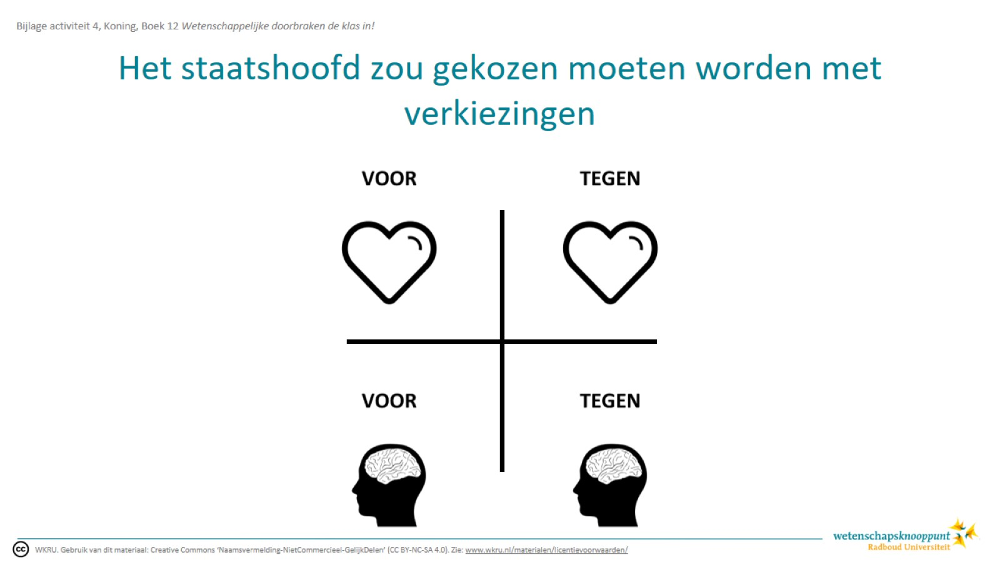 Bijlage activiteit 4, Koning, Boek 12 Wetenschappelijke doorbraken de klas in!
Het staatshoofd zou gekozen moeten worden met
verkiezingen
VOOR
TEGEN
VOOR
TEGEN
wetenschapsknooppunt
Radboud Universiteit
cc WKRU. Gebruik van dit materiaal: Creative Commons ‘Naamsvermelding-NietCommercieel-GelijkDelen’ (CC BY-NC-SA 4.0). Zie: www.wkru.nl/materialen/licentievoorwaarden/